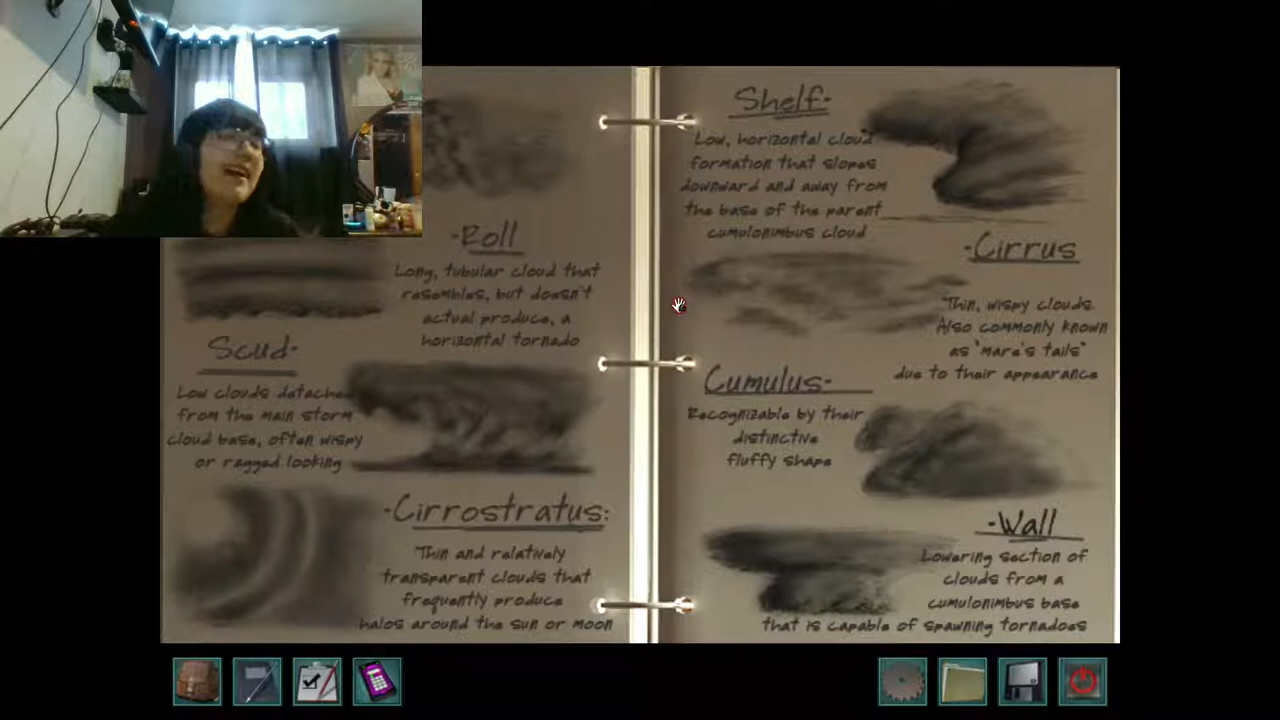 -Roll
Long, tubular cloud that
resembles, but doesn't
actual produce, a
horizontal tornado
Scud-
Low clouds detached
from the main storm
cloud base, often wispy
or ragged looking
-Cirrostratus:
Thin and relatively
transparent clouds that
frequently produce
halos around the sun or moon
Shelf-
Low, horizontal cloud
formation that slopes
downward and away from
the base of the parent
cumulonimbus cloud
-Cirrus
Thin, wispy clouds.
Also commonly known
as "mare's tails"
due to their appearance
Cumulus-
Recognizable by their
distinctive
fluffy shape
-Wall
Lowering section of
clouds from a
cumulonimbus base
that is capable of spawning tornadoes